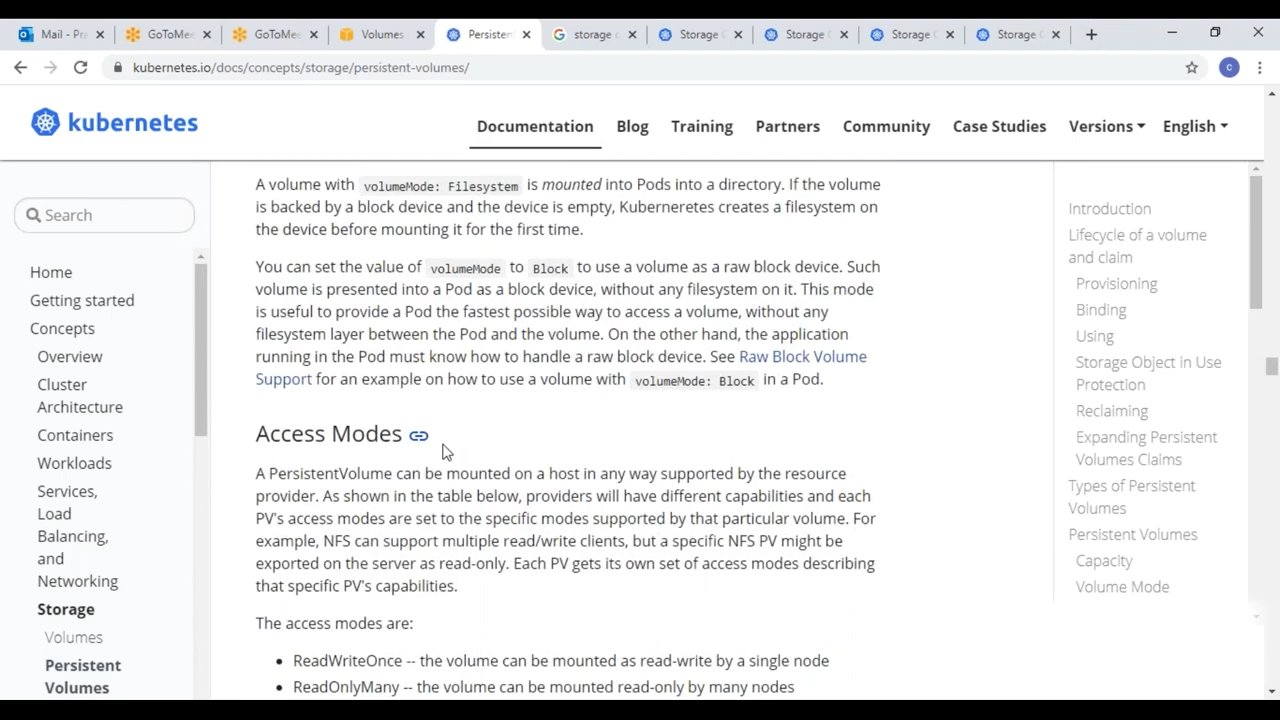 Mail - Pra
GoToMee
GoToMee
Volumes
Persisten
storage c
Storage C
Storage C
Storage C
Storage C
kubernetes.io/docs/concepts/storage/persistent-volumes/
C
kubernetes
Documentation
Blog
Training
Partners
Community
Case Studies
Versions
English
Search
Home
Getting started
Concepts
Overview
Cluster
Architecture
Containers
Workloads
Services,
Load
Balancing,
and
Networking
Storage
Volumes
Persistent
Volumes
A volume with volumeMode: Filesystem is mounted into Pods into a directory. If the volume
is backed by a block device and the device is empty, Kuberneretes creates a filesystem on
the device before mounting it for the first time.
You can set the value of volumeMode to Block to use a volume as a raw block device. Such
volume is presented into a Pod as a block device, without any filesystem on it. This mode
is useful to provide a Pod the fastest possible way to access a volume, without any
filesystem layer between the Pod and the volume. On the other hand, the application
running in the Pod must know how to handle a raw block device. See Raw Block Volume
Support for an example on how to use a volume with volumeMode: Block in a Pod.
Access Modes
A PersistentVolume can be mounted on a host in any way supported by the resource
provider. As shown in the table below, providers will have different capabilities and each
PV's access modes are set to the specific modes supported by that particular volume. For
example, NFS can support multiple read/write clients, but a specific NFS PV might be
exported on the server as read-only. Each PV gets its own set of access modes describing
that specific PV's capabilities.
The access modes are:
• ReadWriteOnce -- the volume can be mounted as read-write by a single node
• ReadOnlyMany -- the volume can be mounted read-only by many nodes
Introduction
Lifecycle of a volume
and claim
Provisioning
Binding
Using
Storage Object in Use
Protection
Reclaiming
Expanding Persistent
Volumes Claims
Types of Persistent
Volumes
Persistent Volumes
Capacity
Volume Mode